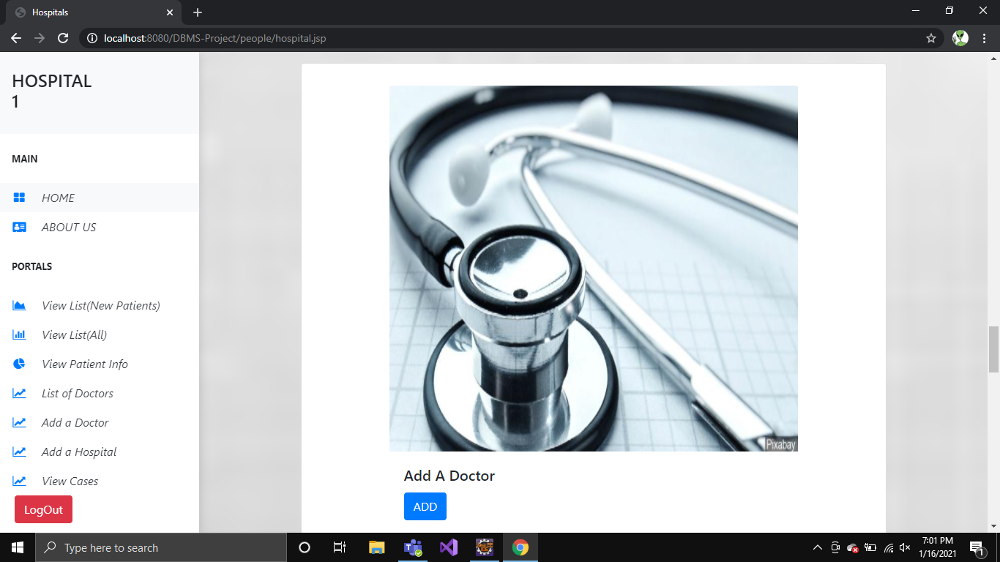 Hospitals
localhost:8080/DBMS-Project/people/hospital.jsp
HOSPITAL
1
MAIN
HOME
ABOUT US
PORTALS
View List(New Patients)
View List(All)
View Patient Info
List of Doctors
Add a Doctor
Add a Hospital
View Cases
LogOut
Pixabay
Add A Doctor
ADD
Type here to search
7:01 PM
1/16/2021
1